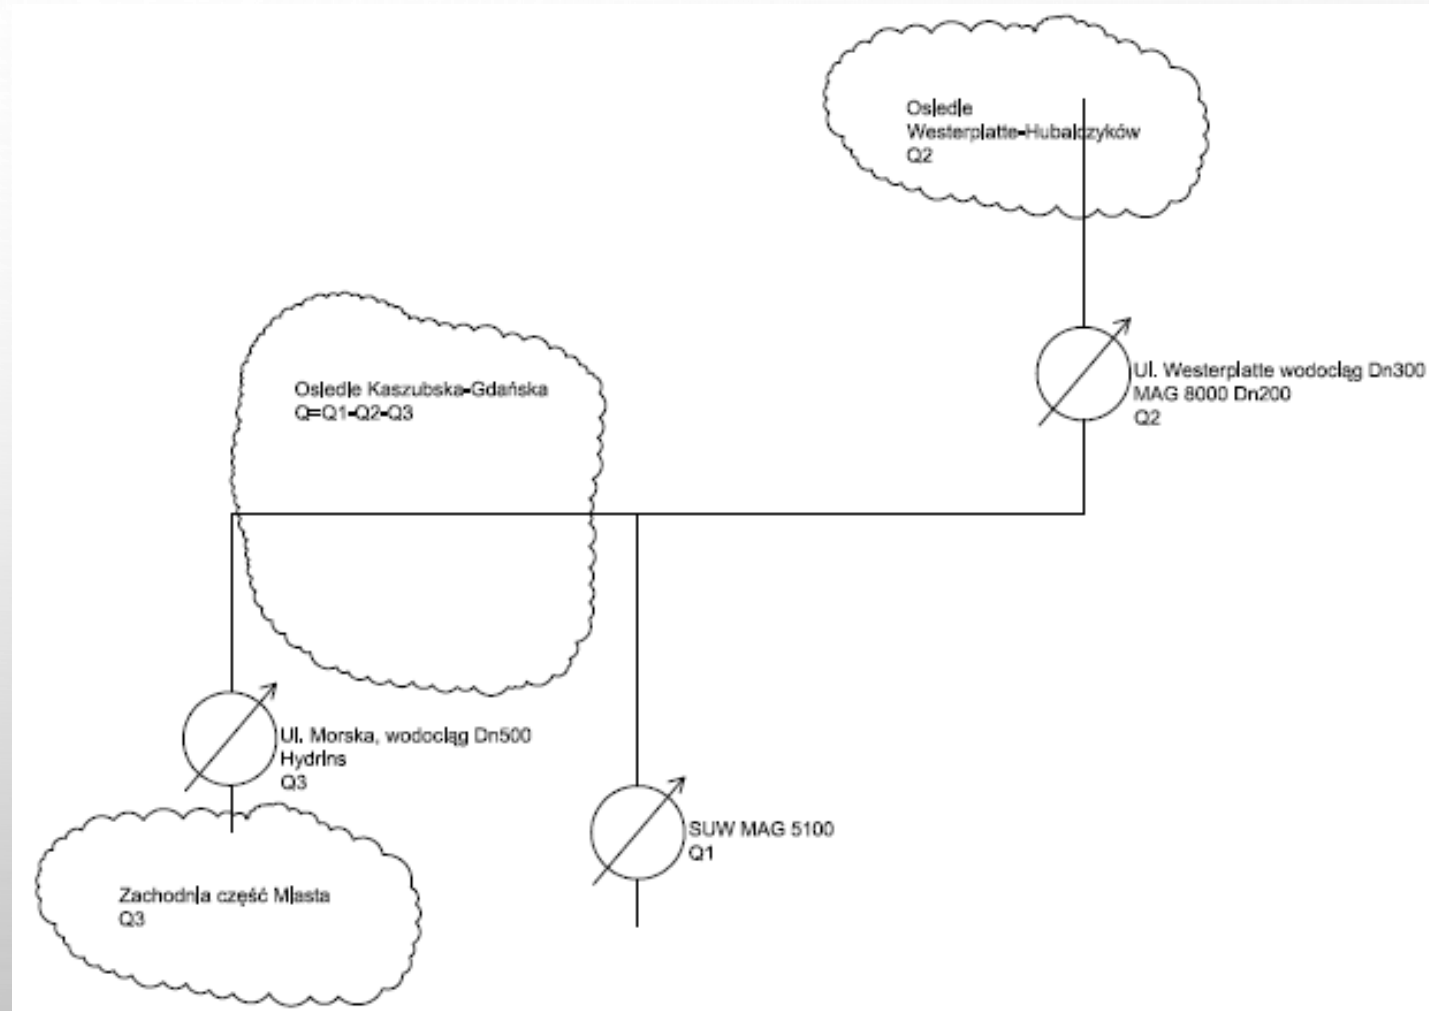 Osiedle
Westerplatte-Hubalczyków
Q2
Ul. Westerplatte wodociąg Dn300
MAG 8000 Dn200
Q2
Osiedle Kaszubska-Gdańska
Q=Q1-Q2-Q3
Ul. Morska, wodociąg Dn500
HydrIns
Q3
SUW MAG 5100
Q1
Zachodnia część Miasta
Q3